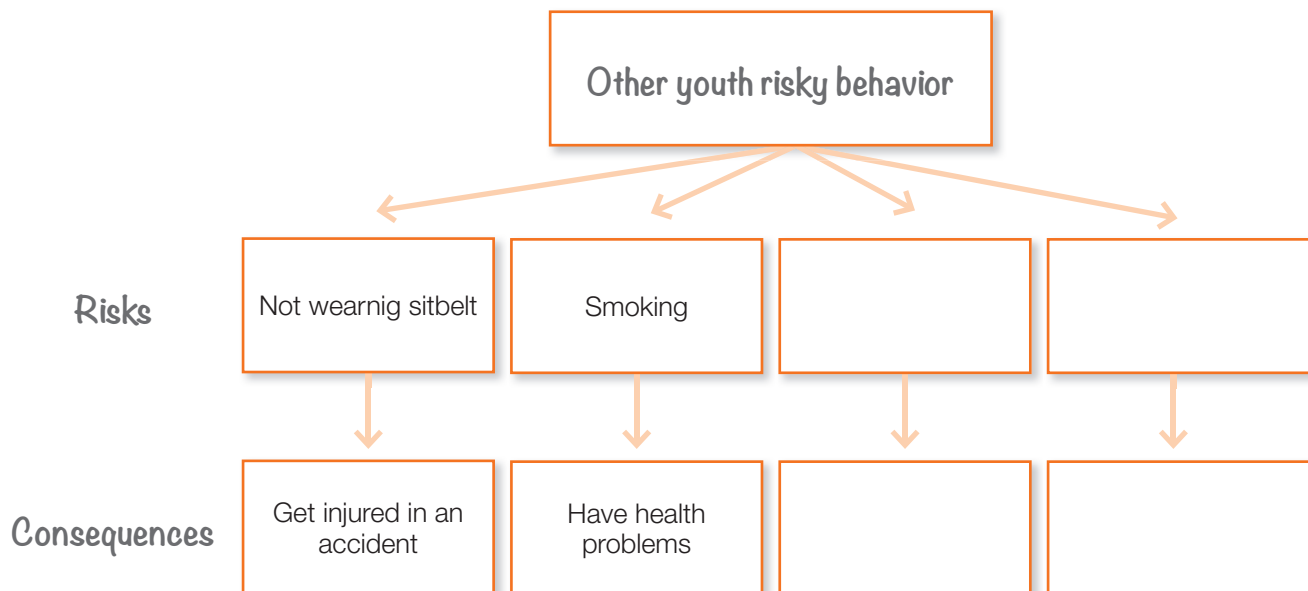 Other youth risky behavior
Risks
Not wearnig sitbelt
Smoking
Consequences
Get injured in an
accident
Have health
problems